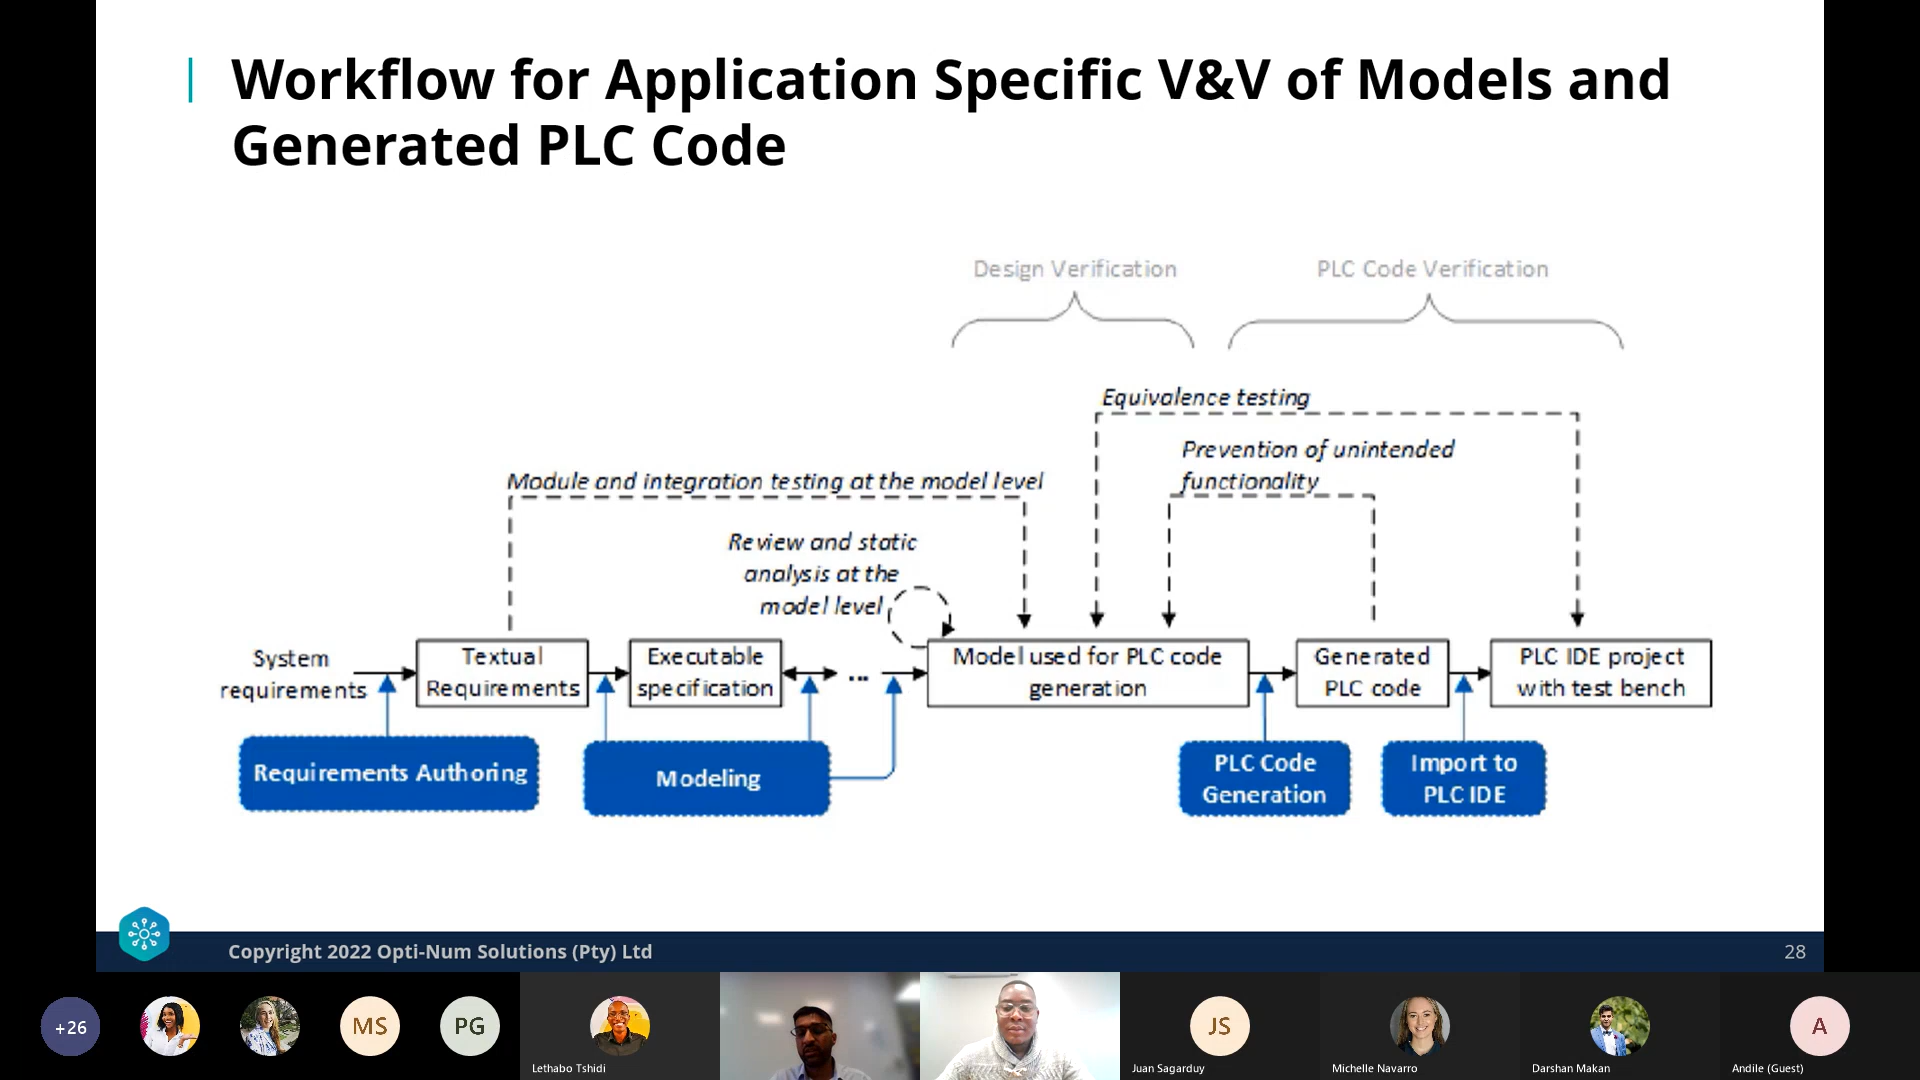 Workflow for Application Specific V&V of Models and
Generated PLC Code
Design Verification
PLC Code Verification
Equivalence testing
Prevention of unintended
functionality
Module and integration testing at the model level
Review and static
analysis at the
model level
System
requirements
Textual
Requirements
Executable
specification
...
Model used for PLC code
generation
Generated
PLC code
PLC IDE project
with test bench
Requirements Authoring
Modeling
PLC Code
Generation
Import to
PLC IDE
Copyright 2022 Opti-Num Solutions (Pty) Ltd
28
+26
MS
PG
Lethabo Tshidi
JS
Juan Sagarduy
Michelle Navarro
Darshan Makan
A
Andile (Guest)